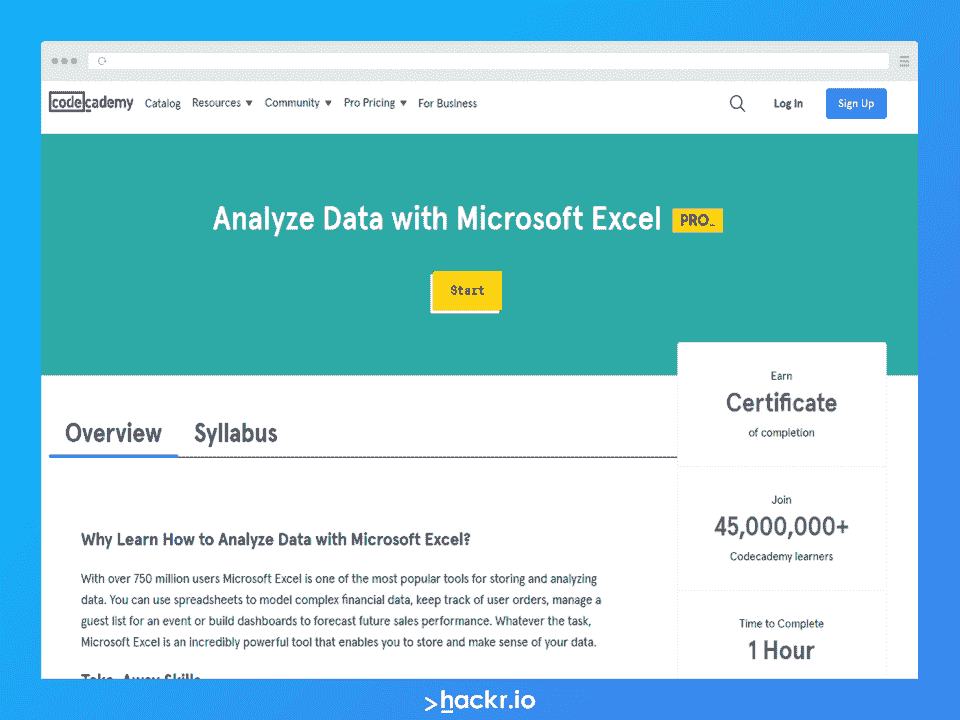 codecademy Catalog Resources Community Pro Pricing For Business Log In Sign Up
Analyze Data with Microsoft Excel PRO_
Start
Earn
Certificate
of completion
Overview Syllabus
Join
45,000,000+
Codecademy learners
Why Learn How to Analyze Data with Microsoft Excel?
With over 750 million users Microsoft Excel is one of the most popular tools for storing and analyzing
data. You can use spreadsheets to model complex financial data, keep track of user orders, manage a
guest list for an event or build dashboards to forecast future sales performance. Whatever the task,
Microsoft Excel is an incredibly powerful tool that enables you to store and make sense of your data.
Time to Complete
1 Hour
Take-Away Skills
>hackr.io